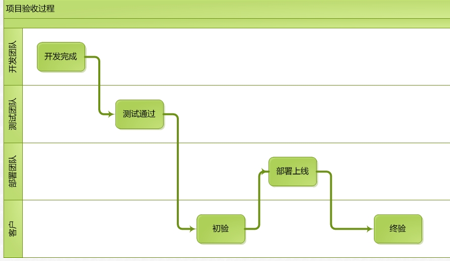 项目验收过程
开发团队
开发完成
测试团队
测试通过
部署团队
部署上线
客户
初验
终验